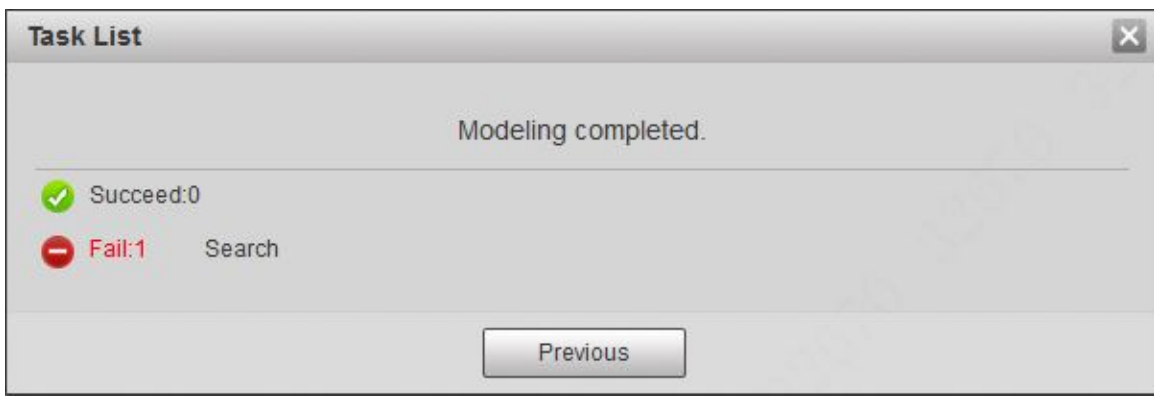 Task List
Modeling completed.
Succeed:0
Fail:1 Search
Previous